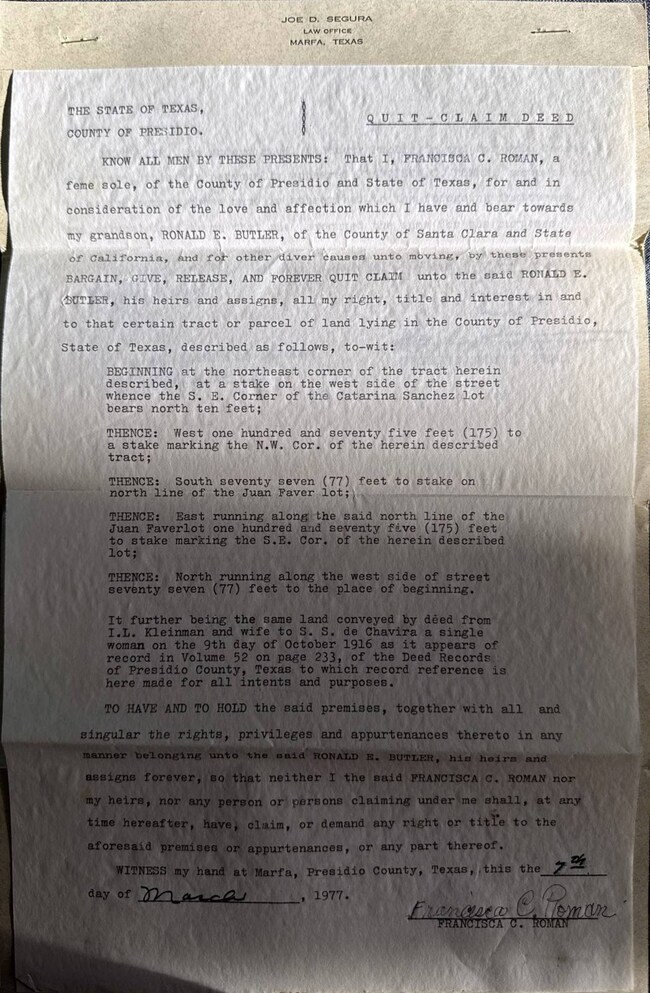 JOE D. SEGURA
LAW OFFICE
MARFA, TEXAS
THE STATE OF TEXAS,
COUNTY OF PRESIDIO.
QUIT-CLAIM DEED
KNOW ALL MEN BY THESE PRESENTS: That I, FRANCISCA C. ROMAN, a
feme sole, of the County of Presidio and State of Texas, for and in
consideration of the love and affection which I have and bear towards
my grandson, RONALD E. BUTLER, of the County of Santa Clara and State
of California, and for other diver causes unto moving, by these presents
BARGAIN, GIVE, RELEASE, AND FOREVER QUIT CLAIM unto the said RONALD E.
BUTLER, his heirs and assigns, all my right, title and interest in and
to that certain tract or parcel of land lying in the County of Presidio,
State of Texas, described as follows, to-wit:
BEGINNING at the northeast corner of the tract herein
described, at a stake on the west side of the street
whence the S. E. Corner of the Catarina Sanchez lot
bears north ten feet;
THENCE: West one hundred and seventy five feet (175) to
a stake marking the N.W. Cor. of the herein described
tract;
THENCE: South seventy seven (77) feet to stake on
north line of the Juan Faver lot;
THENCE: East running along the said north line of the
Juan Faverlot one hundred and seventy five (175) feet
to stake marking the S.E. Cor. of the herein described
lot;
THENCE: North running along the west side of street
seventy seven (77) feet to the place of beginning.
It further being the same land conveyed by deed from
I.L. Kleinman and wife to S. S. de Chavira a single
woman on the 9th day of October 1916 as it appears of
record in Volume 52 on page 233, of the Deed Records
of Presidio County, Texas to which record reference is
here made for all intents and purposes.
TO HAVE AND TO HOLD the said premises, together with all and
singular the rights, privileges and appurtenances thereto in any
manner belonging unto the said RONALD E. BUTLER, his heirs and
assigns forever, so that neither I the said FRANCISCA C. ROMAN nor
my heirs, nor any person or persons claiming under me shall, at any
time hereafter, have, claim, or demand any right or title to the
aforesaid premises or appurtenances, or any part thereof.
WITNESS my hand at Marfa, Presidio County, Texas, this the 7th
day of March, 1977.
Francisca C. Roman
FRANCISCA C. ROMAN